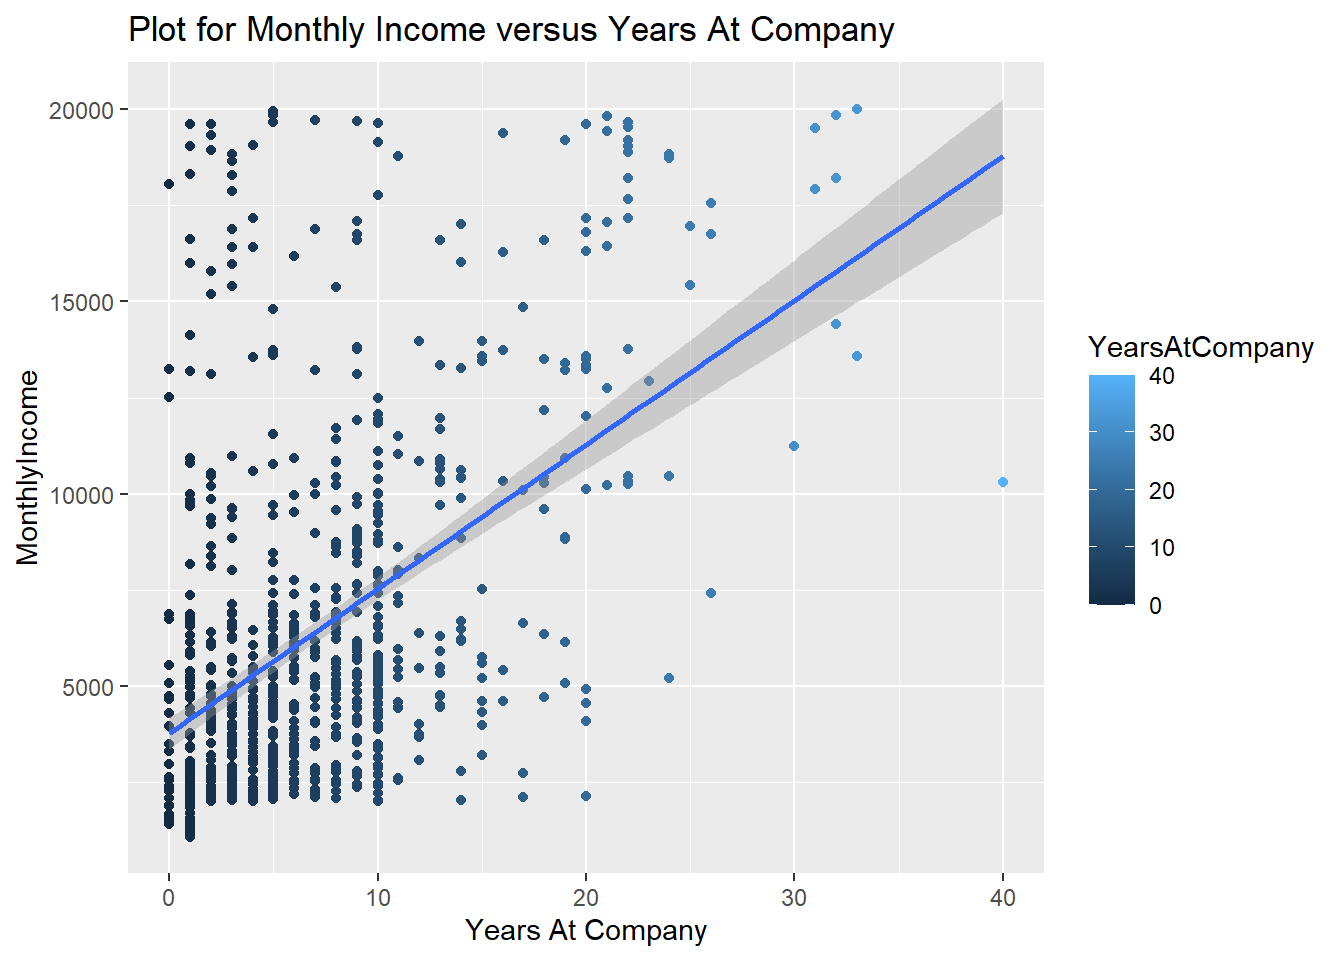 Plot for Monthly Income versus Years At Company
20000
15000
10000
5000
MonthlyIncome
0 10 20 30 40
Years At Company
YearsAtCompany
40
30
20
10
0